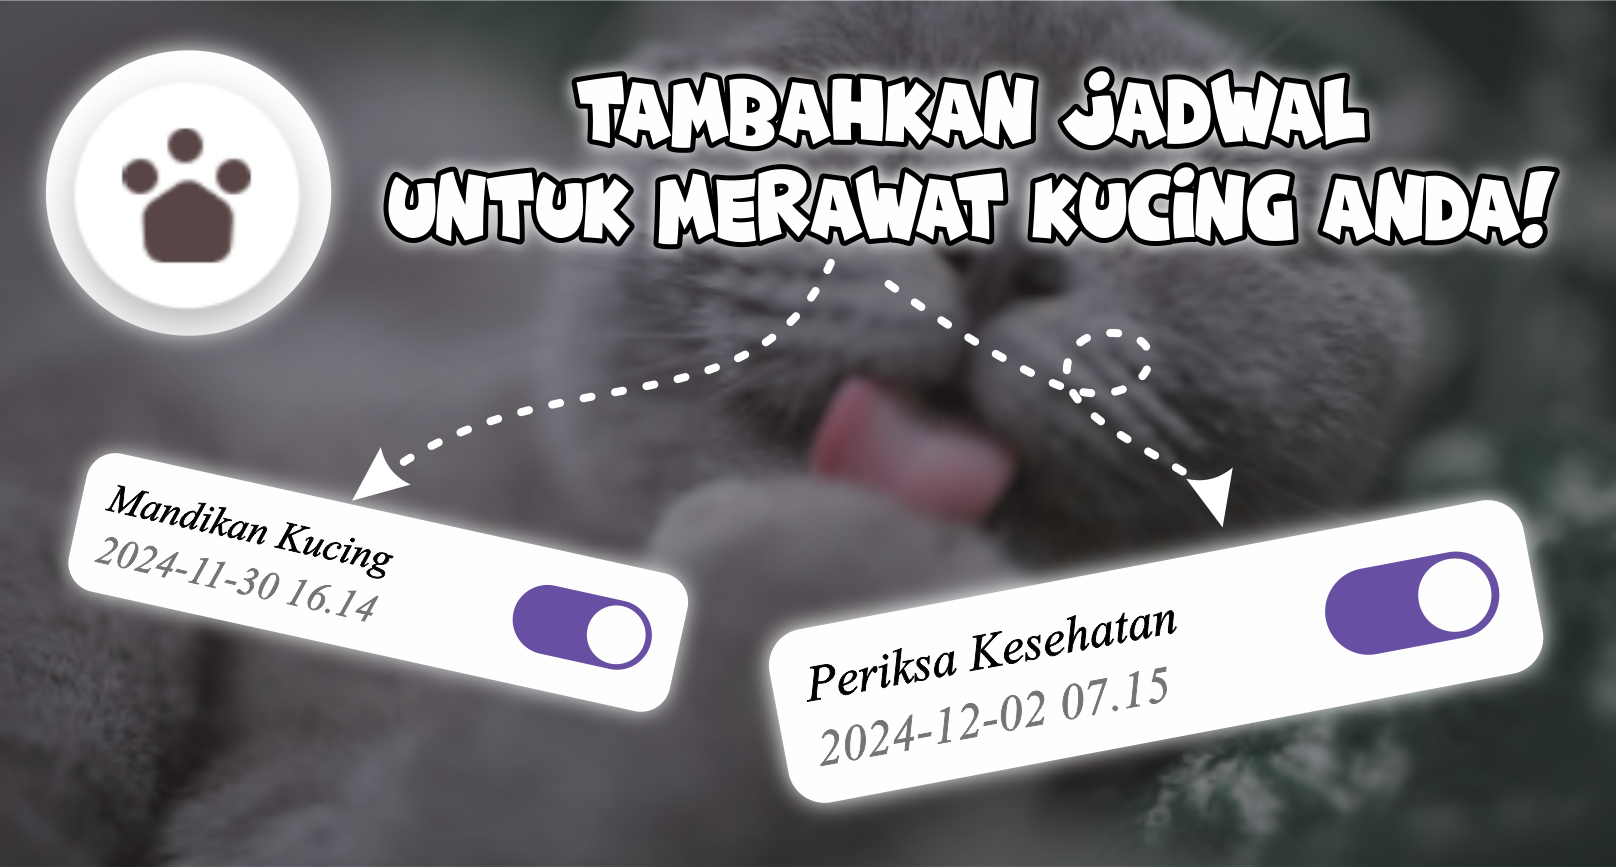 TAMBAHKAN JADWAL
UNTUK MERAWAT KUCING ANDA!
Mandikan Kucing
2024-11-30 16.14
Periksa Kesehatan
2024-12-02 07.15